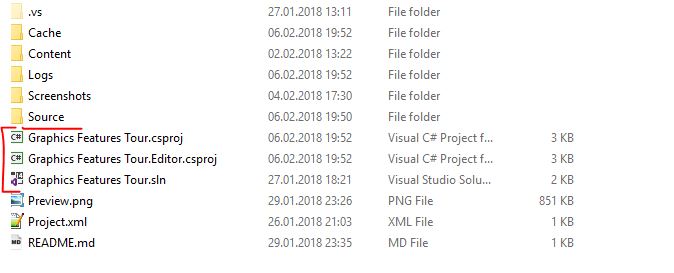 .vs 27.01.2018 13:11 File folder
Cache 06.02.2018 19:52 File folder
Content 02.02.2018 13:22 File folder
Logs 06.02.2018 19:52 File folder
Screenshots 04.02.2018 17:30 File folder
Source 06.02.2018 19:50 File folder
C# Graphics Features Tour.csproj 06.02.2018 19:52 Visual C# Project f... 3 KB
C# Graphics Features Tour.Editor.csproj 06.02.2018 19:52 Visual C# Project f... 3 KB
Graphics Features Tour.sln 27.01.2018 18:21 Visual Studio Solu... 2 KB
Preview.png 29.01.2018 23:26 PNG File 851 KB
Project.xml 26.01.2018 21:03 XML File 1 KB
MD README.md 29.01.2018 23:35 MD File 1 KB